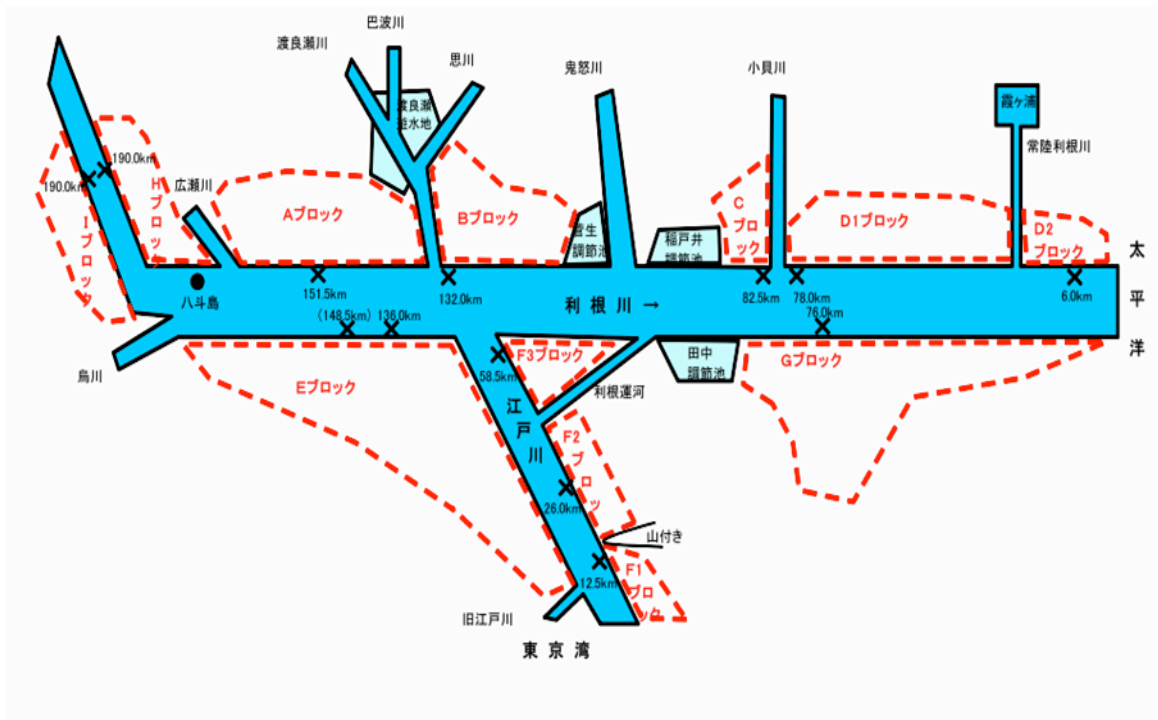 巴波川
渡良瀬川
思川
鬼怒川
小貝川
渡良瀬
遊水地
霞ヶ浦
常陸利根川
190.0km
190.0km
Hブロック
Iブロック
広瀬川
Aブロック
Bブロック
菅生
調節池
稲戸井
調節池
C
ブロック
D1ブロック
D2
ブロック
太平洋
八斗島
151.5km
132.0km
利根川→
82.5km
78.0km
6.0km
(148.5km)
136.0km
76.0km
烏川
Eブロック
58.5km
F3ブロック
田中
調節池
Gブロック
利根運河
江戸川
F2
ブロッ
26.0km
山付き
12.5km
F1
ブロック
旧江戸川
東京湾